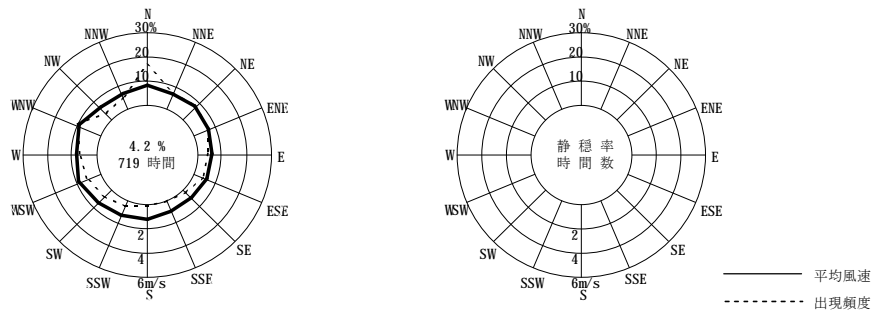 N
30%
NNW
NNE
20
NW
NE
10
WNW
ENE
4.2 %
719 時間
W
E
WSW
ESE
2
SW
SE
4
SSW
SSE
6m/s
S
N
30%
NNW
NNE
20
NW
NE
10
WNW
ENE
静 穏 率
時 間 数
W
E
WSW
ESE
2
SW
SE
4
SSW
SSE
6m/s
S
平均風速
出現頻度